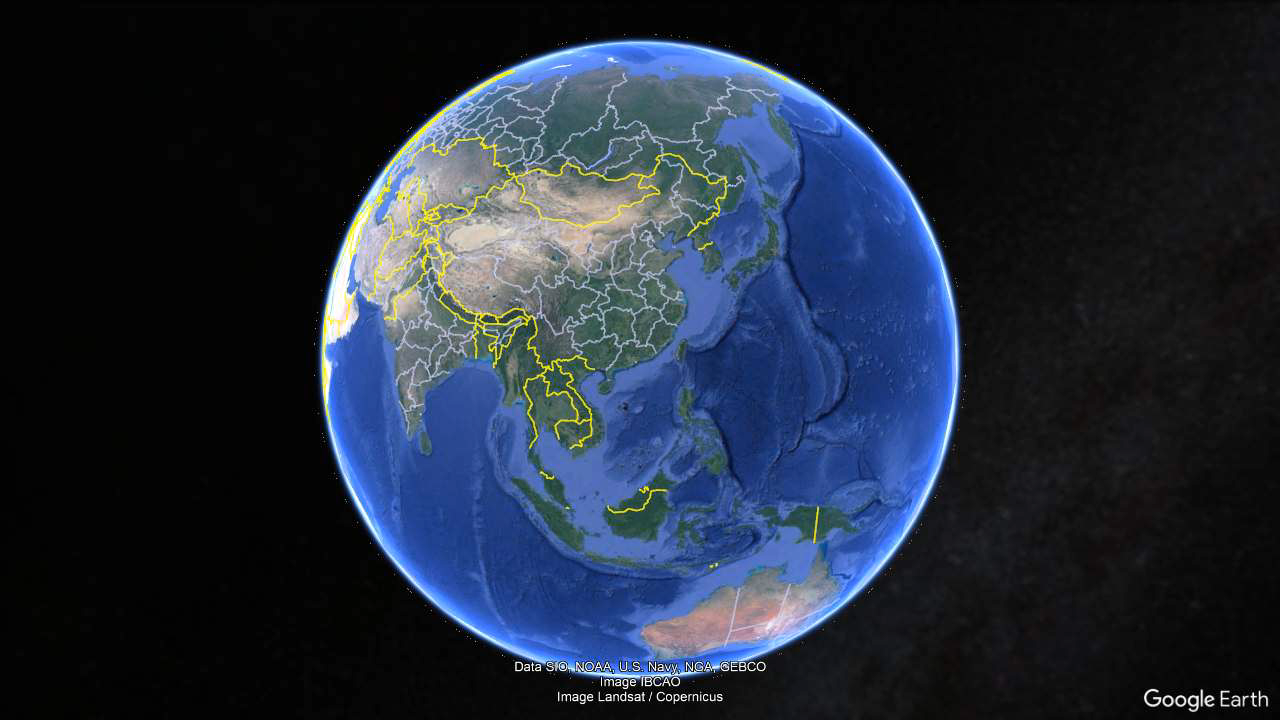 Data SIO, NOAA, U.S. Navy, NGA, GEBCO
Image IBCAO
Image Landsat / Copernicus
Google Earth